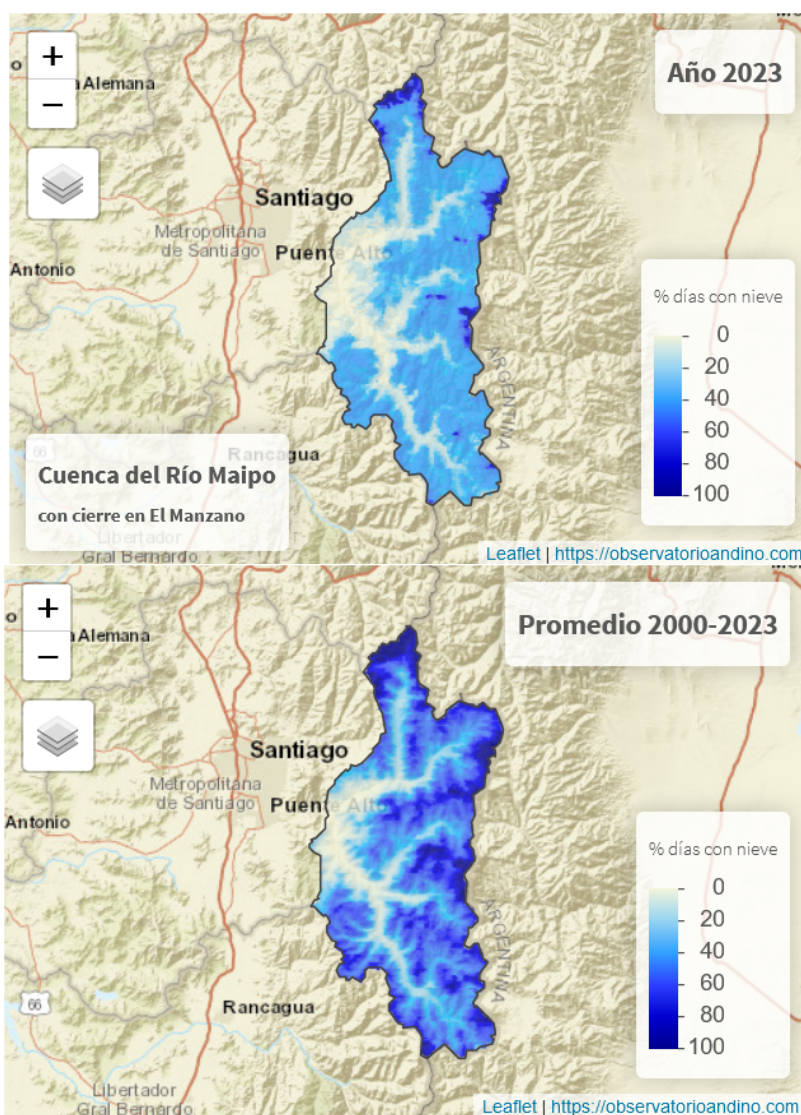 Año 2023
+
−
a Alemana
Santiago
Metropolitana
de Santiago
Puente Alto
Antonio
ARGENTINA
% días con nieve
0
20
40
60
80
100
66
Rancagua
Cuenca del Río Maipo
con cierre en El Manzano
Libertador
Gral Bernardo
Leaflet | https://observatorioandino.com
Promedio 2000-2023
+
−
a Alemana
Santiago
Metropolitana
de Santiago
Puente Alto
Antonio
ARGENTINA
% días con nieve
0
20
40
60
80
100
66
Rancagua
Libertador
Gral Bernardo
Leaflet | https://observatorioandino.com